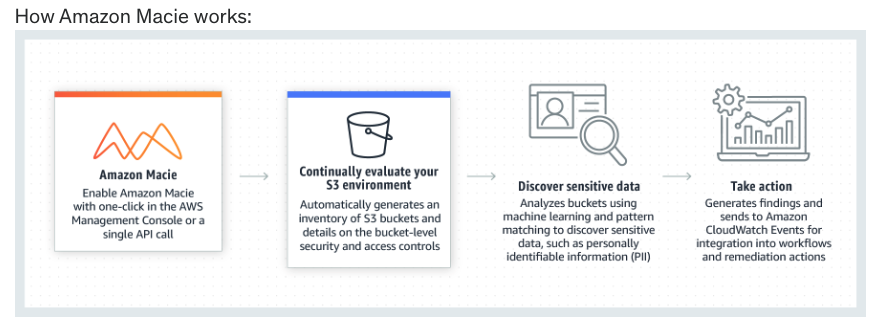 How Amazon Macie works:
Amazon Macie
Enable Amazon Macie
with one-click in the AWS
Management Console or a
single API call
Continually evaluate your
S3 environment
Automatically generates an
inventory of S3 buckets and
details on the bucket-level
security and access controls
Discover sensitive data
Analyzes buckets using
machine learning and pattern
matching to discover sensitive
data, such as personally
identifiable information (PII)
Take action
Generates findings and
sends to Amazon
CloudWatch Events for
integration into workflows
and remediation actions